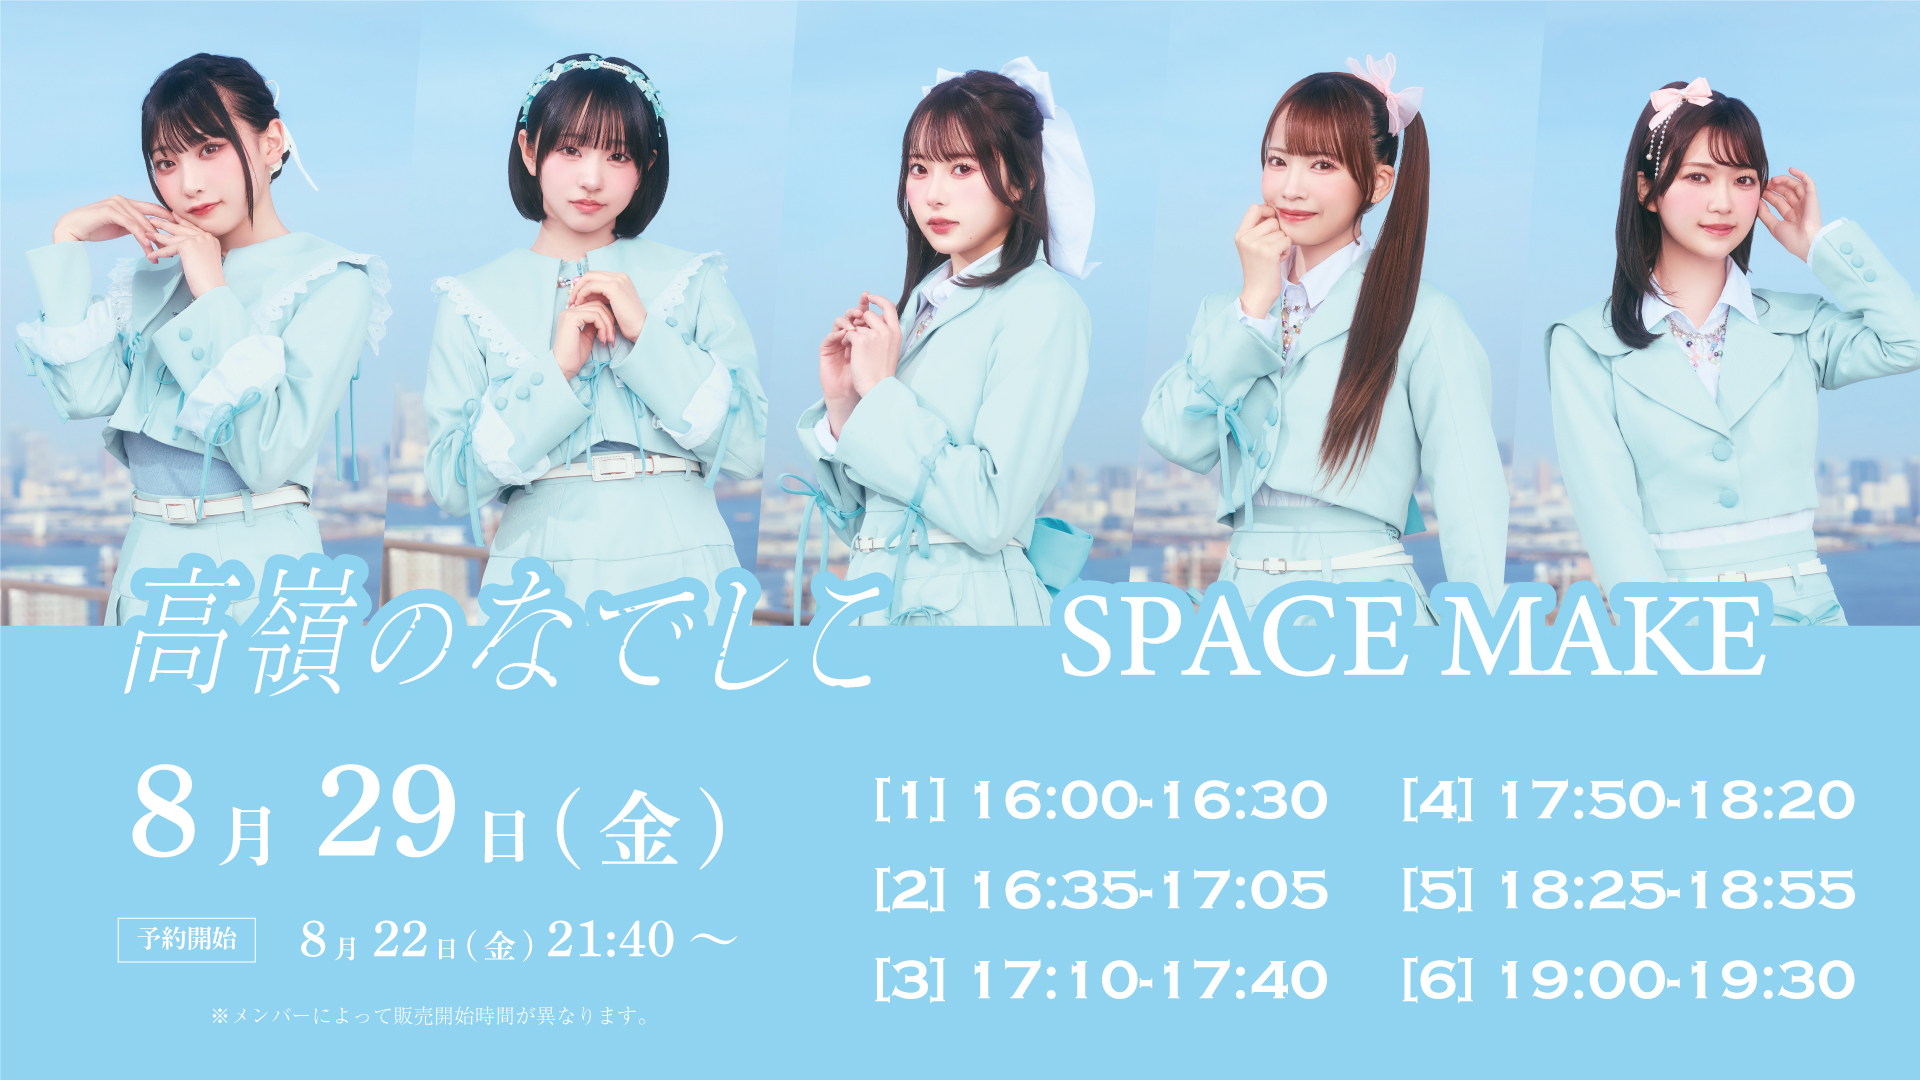 高嶺のなでしこ SPACE MAKE
8月29日(金)
予約開始 8月22日(金)21:40～
※メンバーによって販売開始時間が異なります。
[1] 16:00-16:30
[2] 16:35-17:05
[3] 17:10-17:40
[4] 17:50-18:20
[5] 18:25-18:55
[6] 19:00-19:30